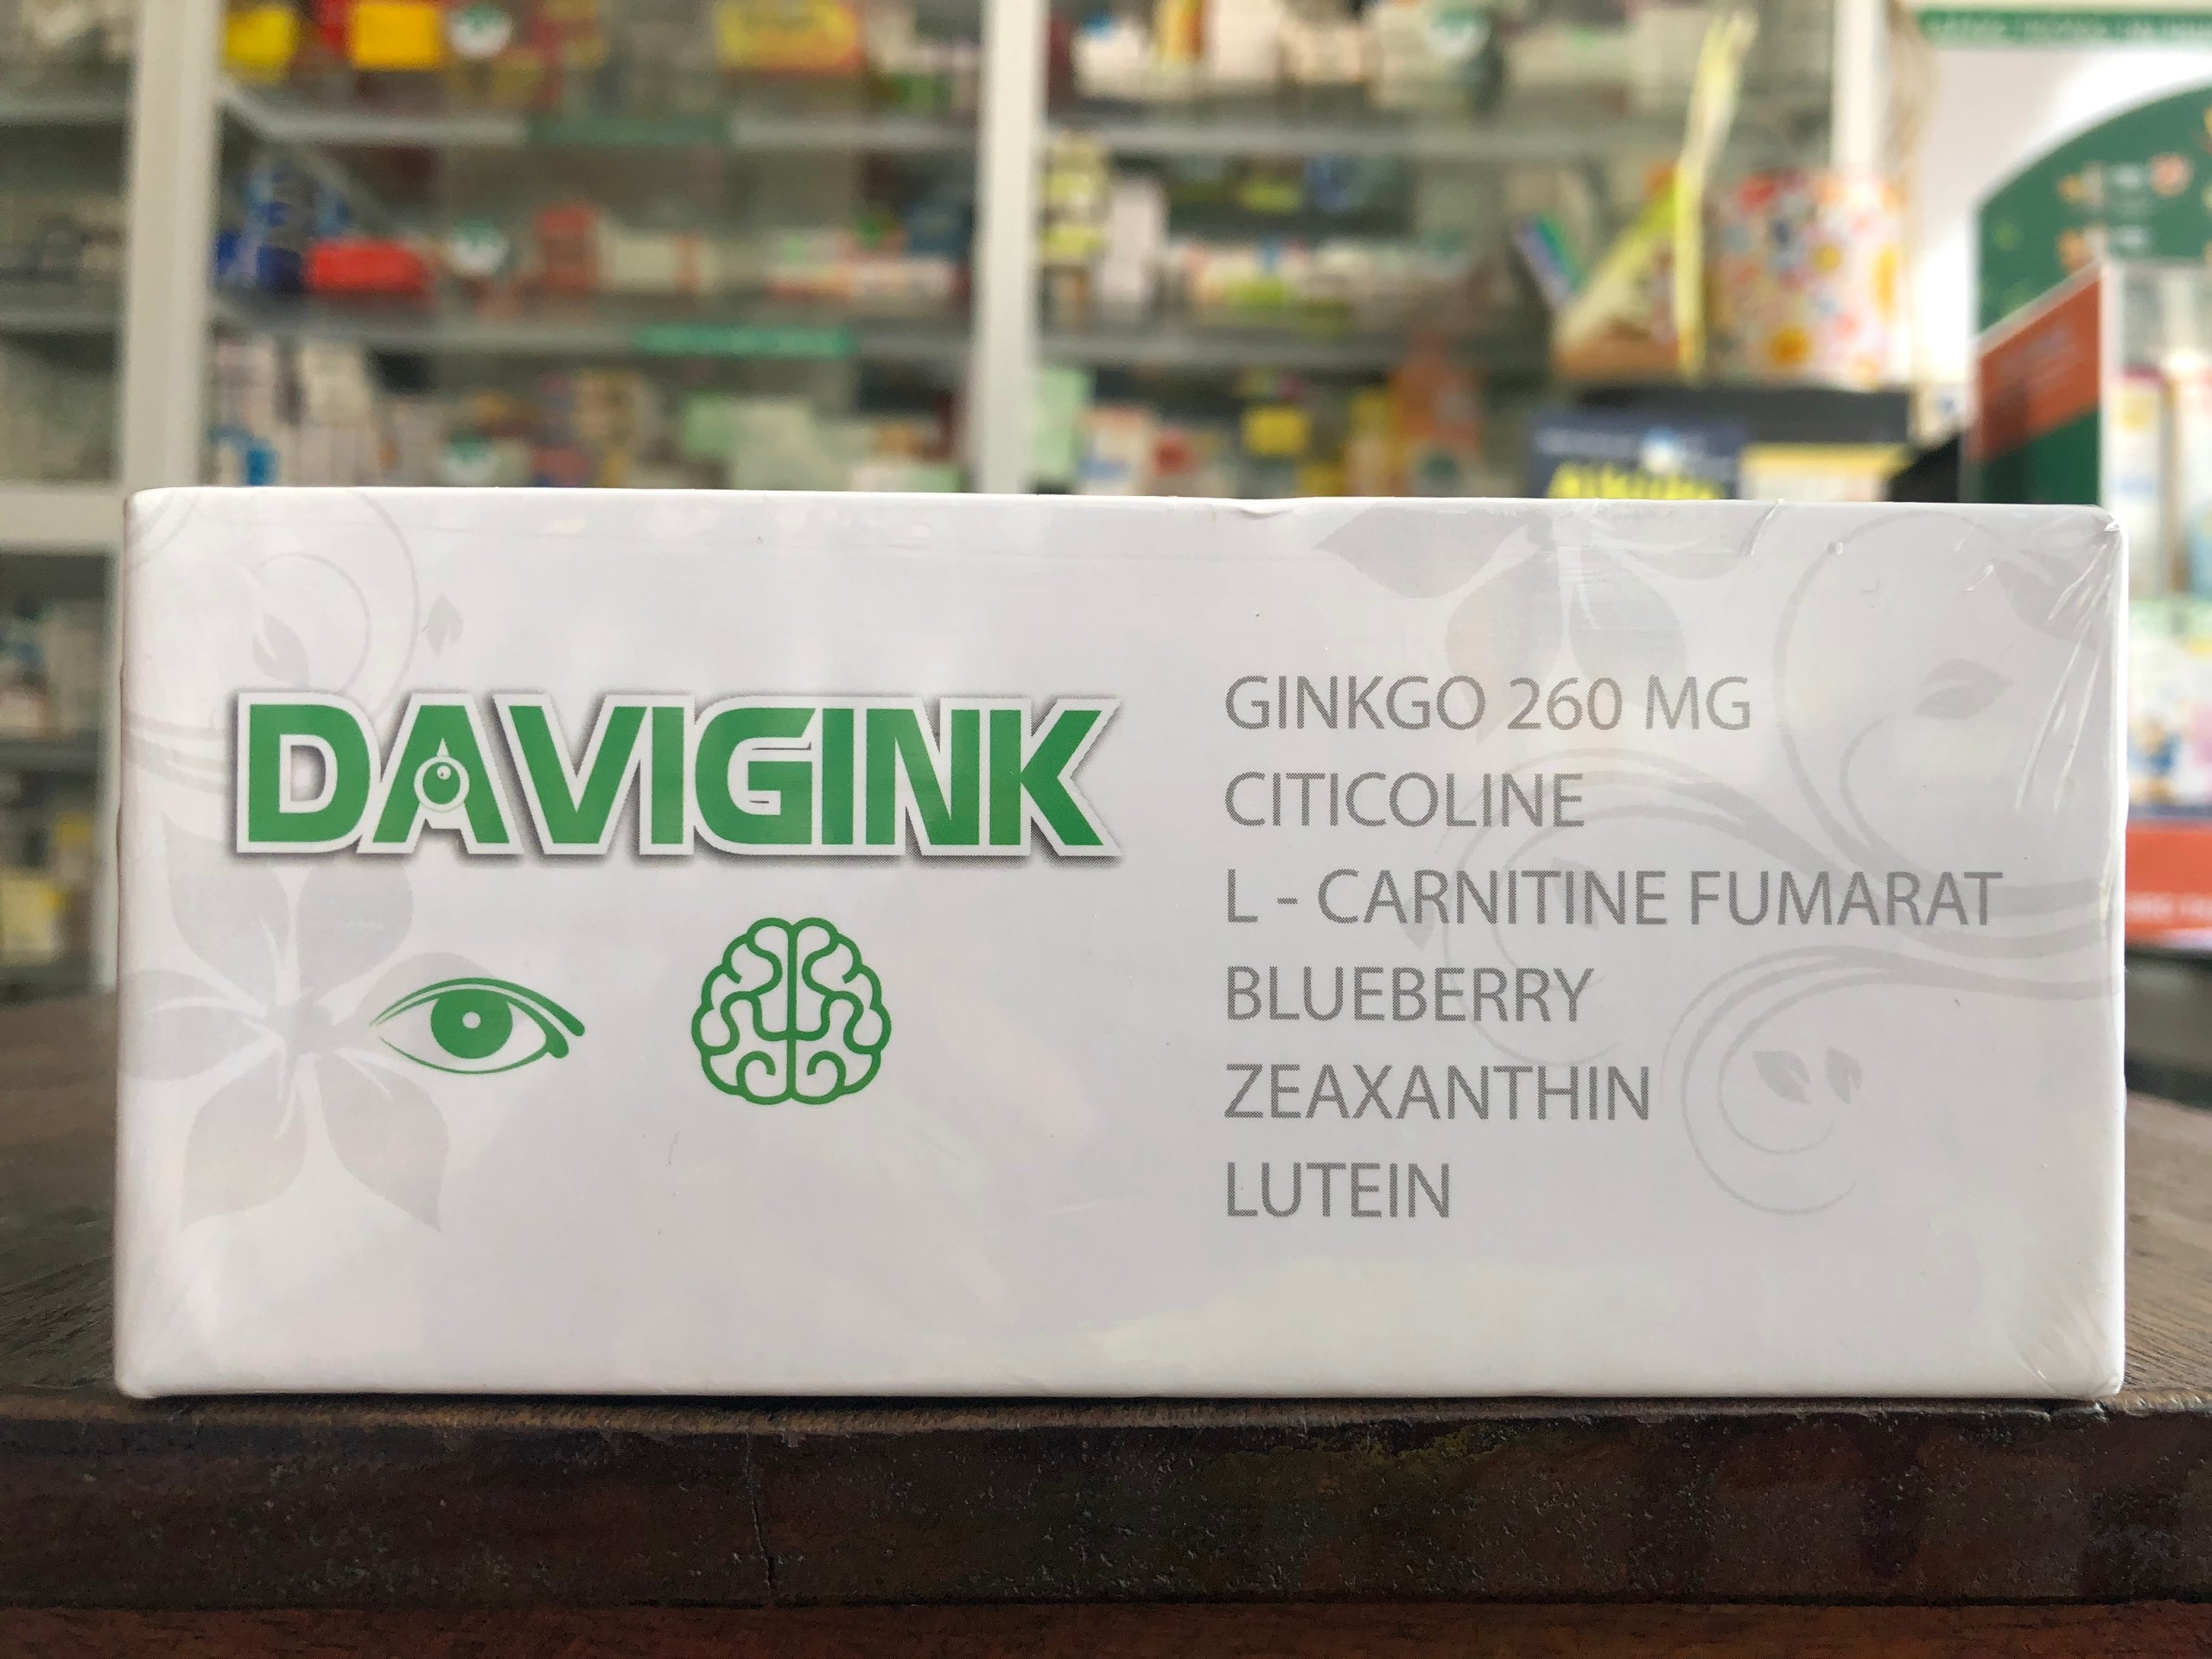 DAVIGINK
GINKGO 260 MG
CITICOLINE
L - CARNITINE FUMARAT
BLUEBERRY
ZEAXANTHIN
LUTEIN